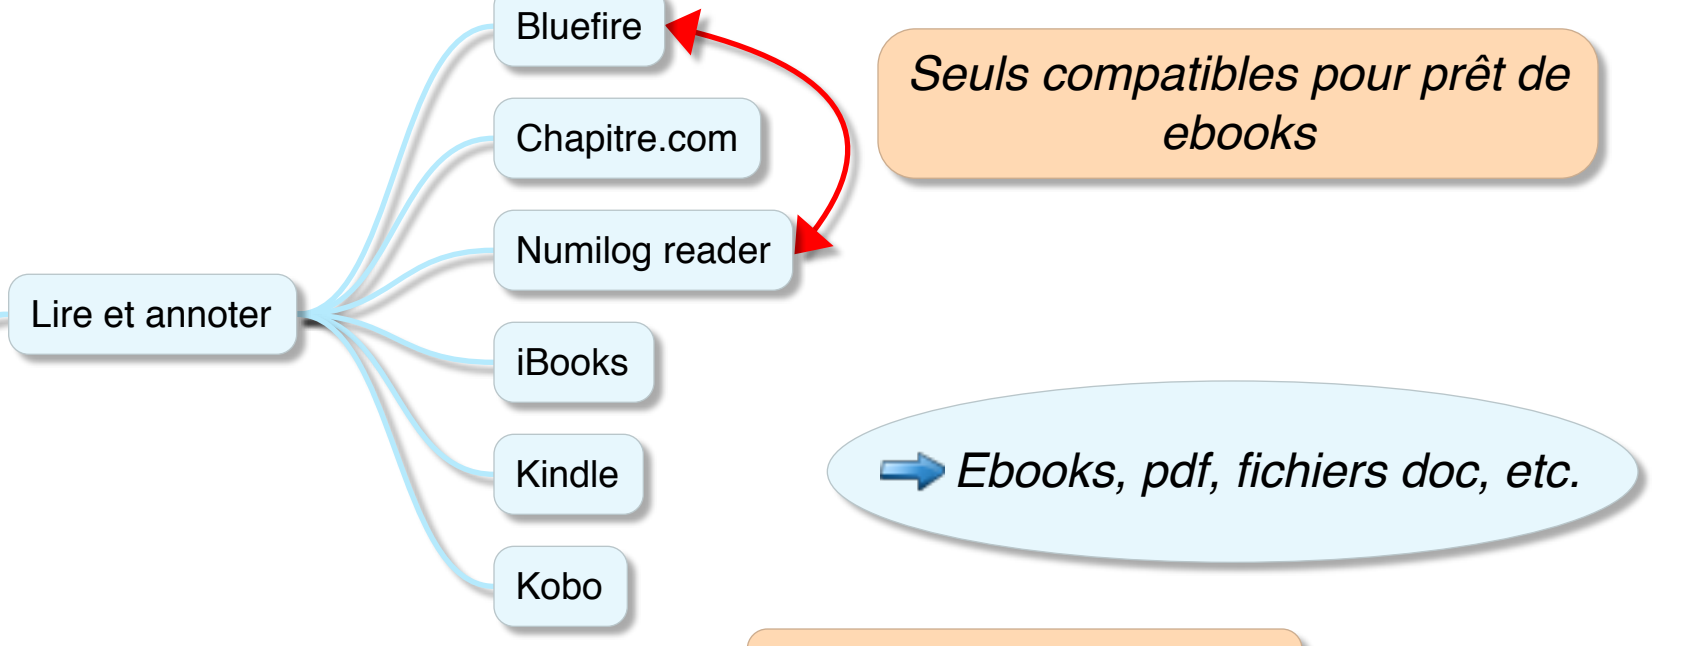 Bluefire
Seuls compatibles pour prêt de
ebooks
Chapitre.com
Numilog reader
Lire et annoter
iBooks
Ebooks, pdf, fichiers doc, etc.
Kindle
Kobo